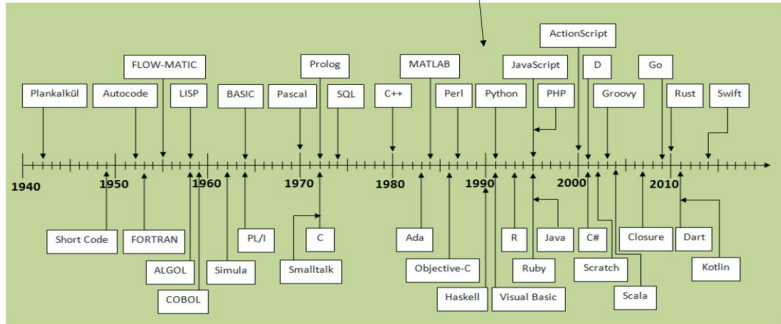 ActionScript
FLOW-MATIC
Prolog
MATLAB
JavaScript
D
Go
Plankalkül
Autocode
LISP
BASIC
Pascal
SQL
C++
Perl
Python
PHP
Groovy
Rust
Swift
1940
1950
1960
1970
1980
1990
2000
2010
Short Code
FORTRAN
PL/I
C
Ada
R
Java
C#
Closure
Dart
ALGOL
Simula
Smalltalk
Objective-C
Ruby
Scratch
Kotlin
COBOL
Haskell
Visual Basic
Scala